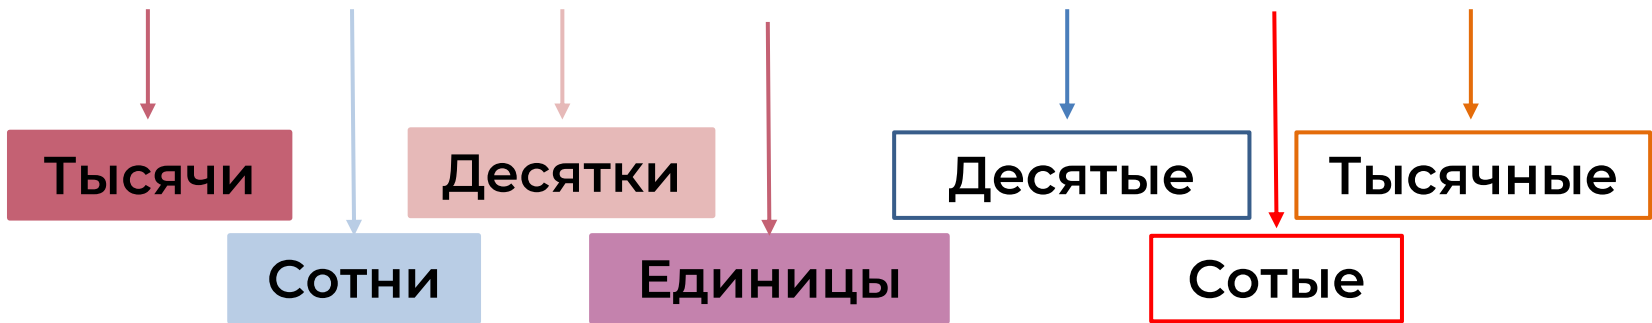 Тысячи
Сотни
Десятки
Единицы
Десятые
Сотые
Тысячные